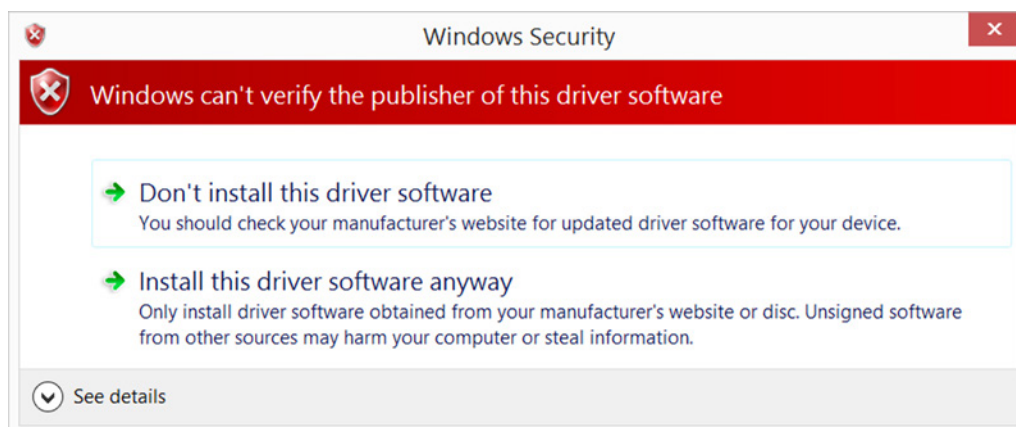 Windows Security
Windows can't verify the publisher of this driver software
Don't install this driver software
You should check your manufacturer's website for updated driver software for your device.
Install this driver software anyway
Only install driver software obtained from your manufacturer's website or disc. Unsigned software
from other sources may harm your computer or steal information.
See details